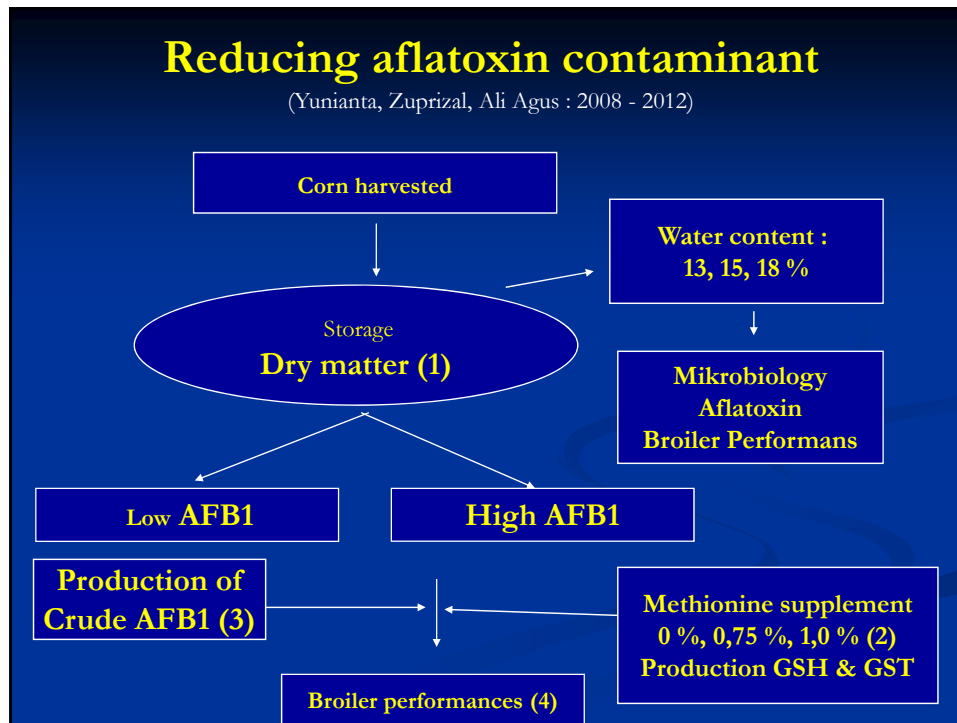 Reducing aflatoxin contaminant
(Yunianta, Zuprizal, Ali Agus : 2008 - 2012)
Corn harvested
Water content :
13, 15, 18 %
Storage
Dry matter (1)
Mikrobiology
Aflatoxin
Broiler Performans
Low AFB1
High AFB1
Production of
Crude AFB1 (3)
Methionine supplement
0 %, 0,75 %, 1,0 % (2)
Production GSH & GST
Broiler performances (4)